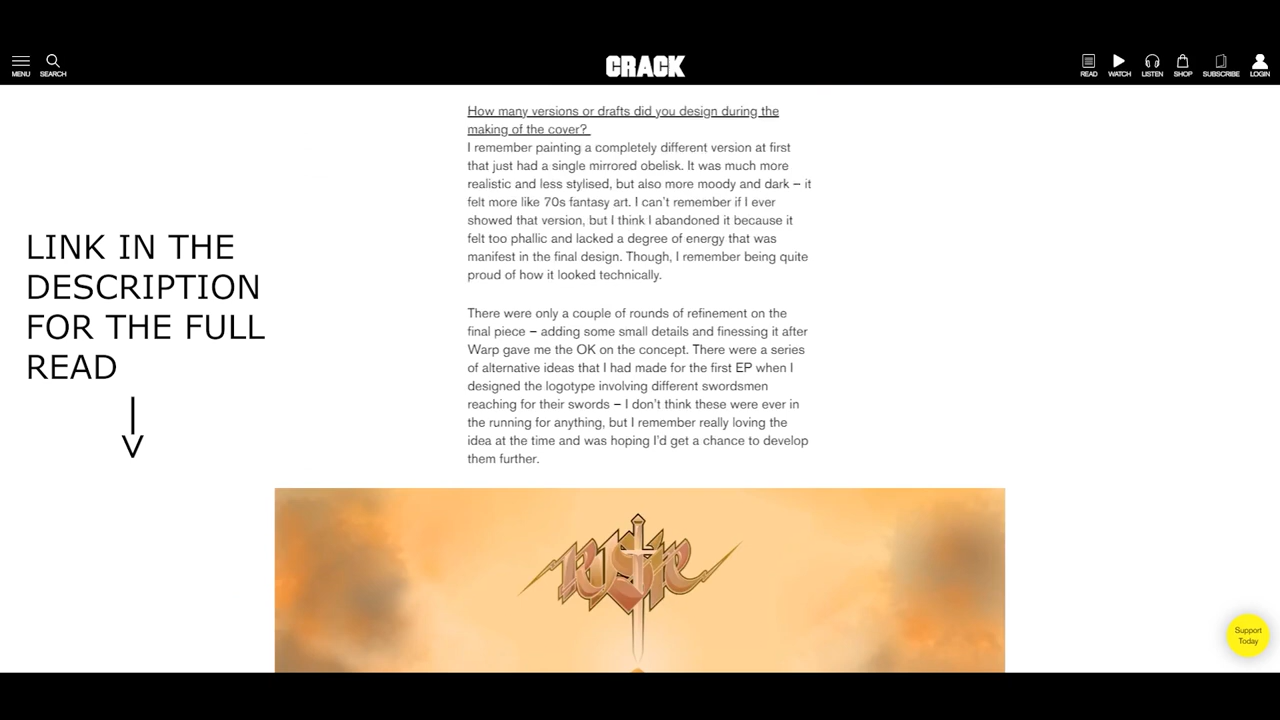 MENU
SEARCH
CRACK
READ
WATCH
LISTEN
SHOP
SUBSCRIBE
LOGIN
How many versions or drafts did you design during the
making of the cover?
I remember painting a completely different version at first
that just had a single mirrored obelisk. It was much more
realistic and less stylised, but also more moody and dark – it
felt more like 70s fantasy art. I can’t remember if I ever
showed that version, but I think I abandoned it because it
felt too phallic and lacked a degree of energy that was
manifest in the final design. Though, I remember being quite
proud of how it looked technically.
There were only a couple of rounds of refinement on the
final piece – adding some small details and finessing it after
Warp gave me the OK on the concept. There were a series
of alternative ideas that I had made for the first EP when I
designed the logotype involving different swordsmen
reaching for their swords – I don’t think these were ever in
the running for anything, but I remember really loving the
idea at the time and was hoping I’d get a chance to develop
them further.
LINK IN THE
DESCRIPTION
FOR THE FULL
READ
Support
Today